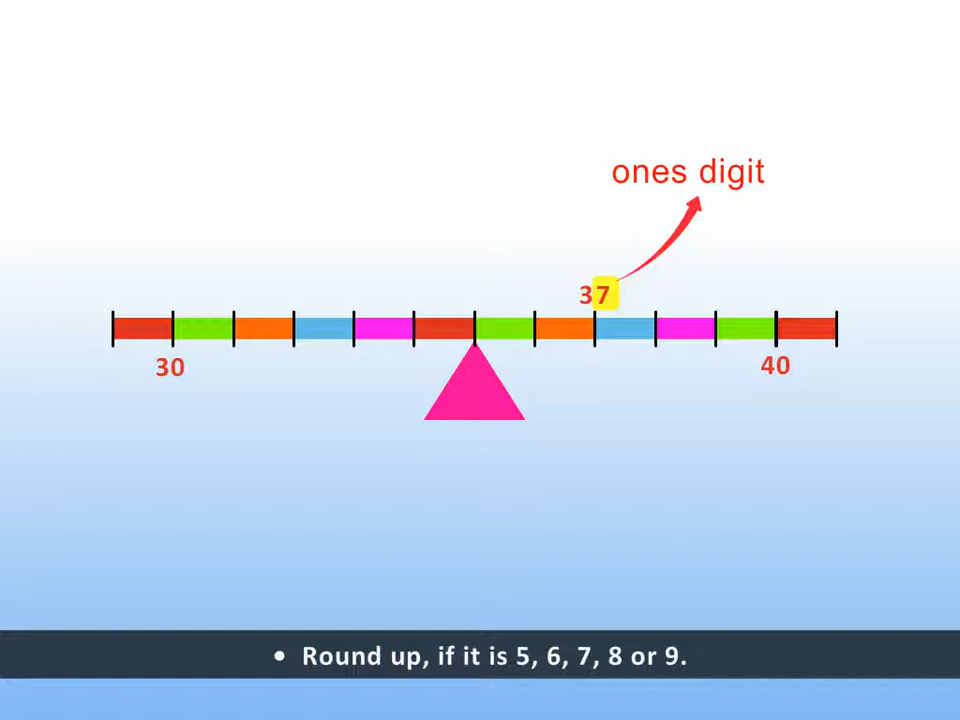 ones digit
37
30
40
• Round up, if it is 5, 6, 7, 8 or 9.